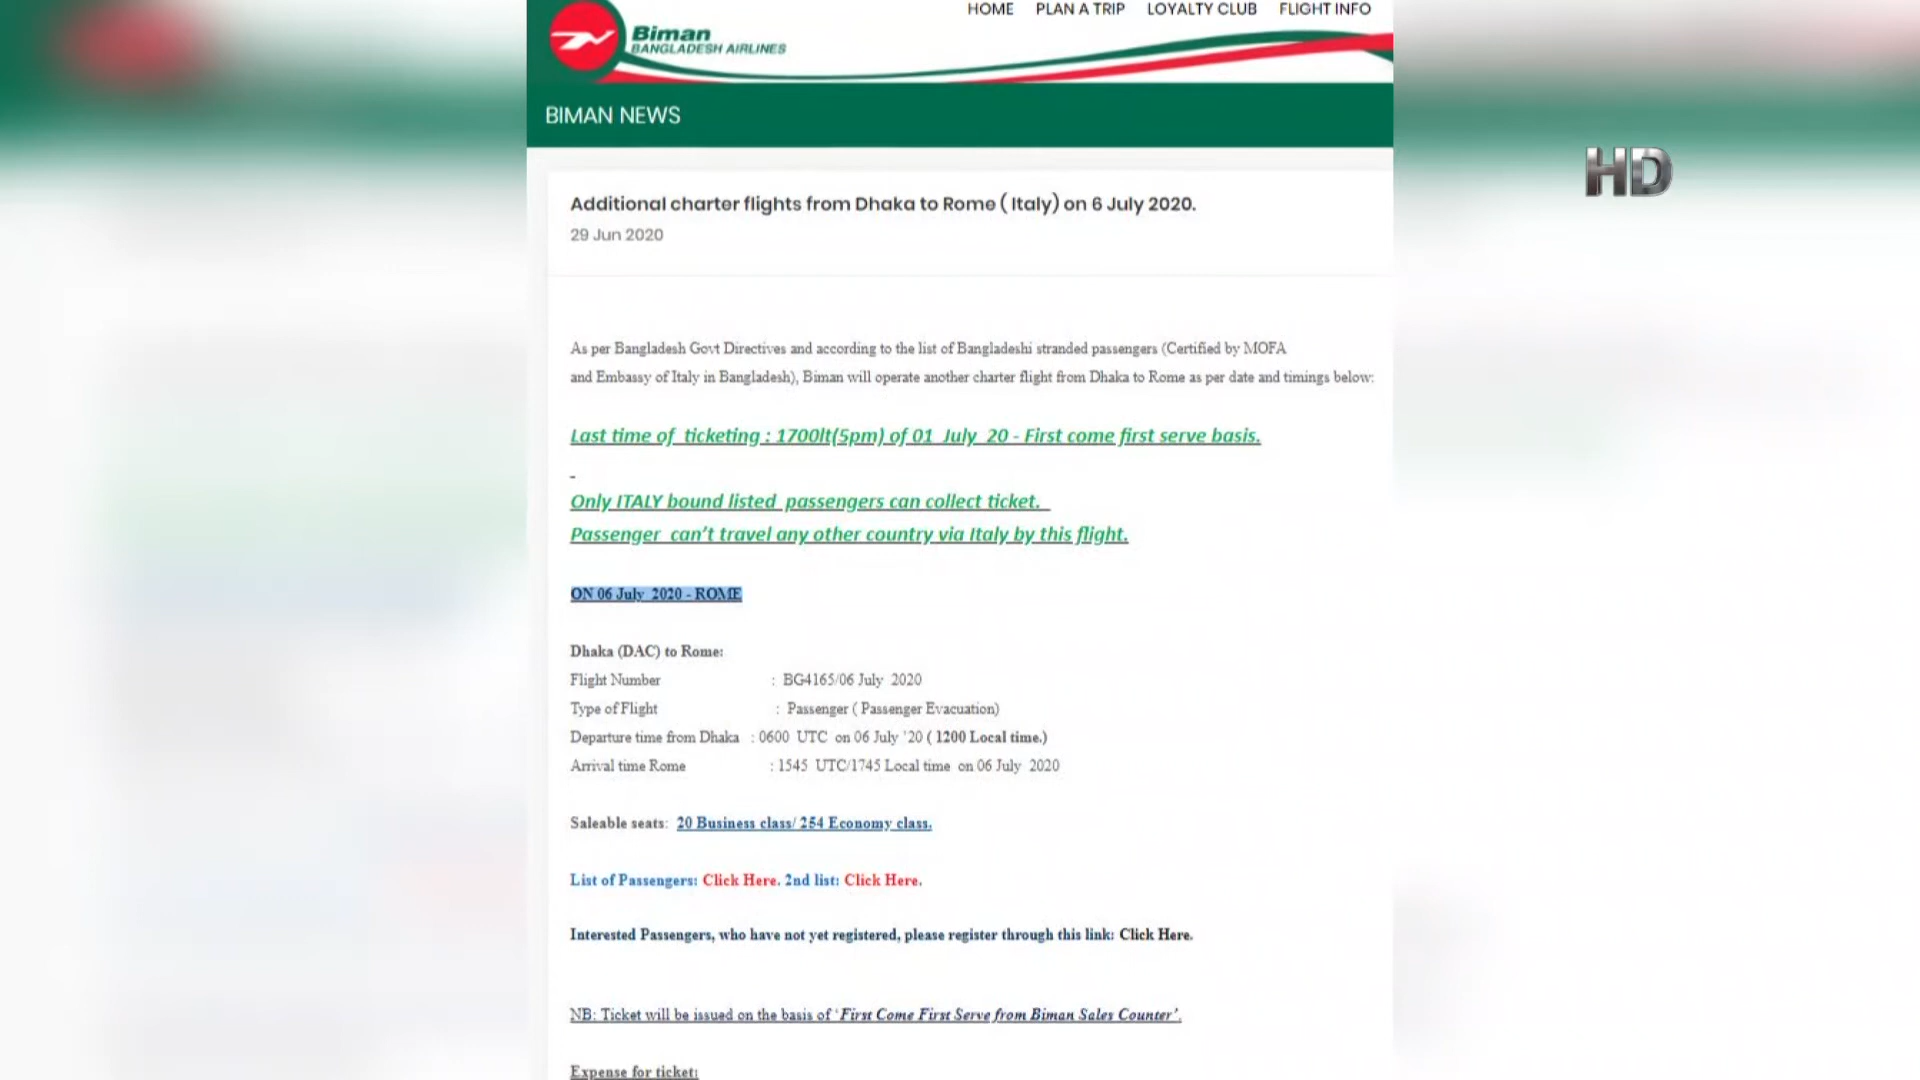 HOME PLAN A TRIP LOYALTY CLUB FLIGHT INFO
Biman
BANGLADESH AIRLINES
BIMAN NEWS
HD
Additional charter flights from Dhaka to Rome ( Italy) on 6 July 2020.
29 Jun 2020
As per Bangladesh Govt Directives and according to the list of Bangladeshi stranded passengers (Certified by MOFA
and Embassy of Italy in Bangladesh), Biman will operate another charter flight from Dhaka to Rome as per date and timings below:
Last time of ticketing : 1700lt(5pm) of 01 July 20 - First come first serve basis.
-
Only ITALY bound listed passengers can collect ticket.
Passenger can't travel any other country via Italy by this flight.
ON 06 July 2020 - ROME
Dhaka (DAC) to Rome:
Flight Number : BG4165/06 July 2020
Type of Flight : Passenger ( Passenger Evacuation)
Departure time from Dhaka : 0600 UTC on 06 July '20 ( 1200 Local time.)
Arrival time Rome : 1545 UTC/1745 Local time on 06 July 2020
Saleable seats: 20 Business class/ 254 Economy class.
List of Passengers: Click Here. 2nd list: Click Here.
Interested Passengers, who have not yet registered, please register through this link: Click Here.
NB: Ticket will be issued on the basis of 'First Come First Serve from Biman Sales Counter'.
Expense for ticket: